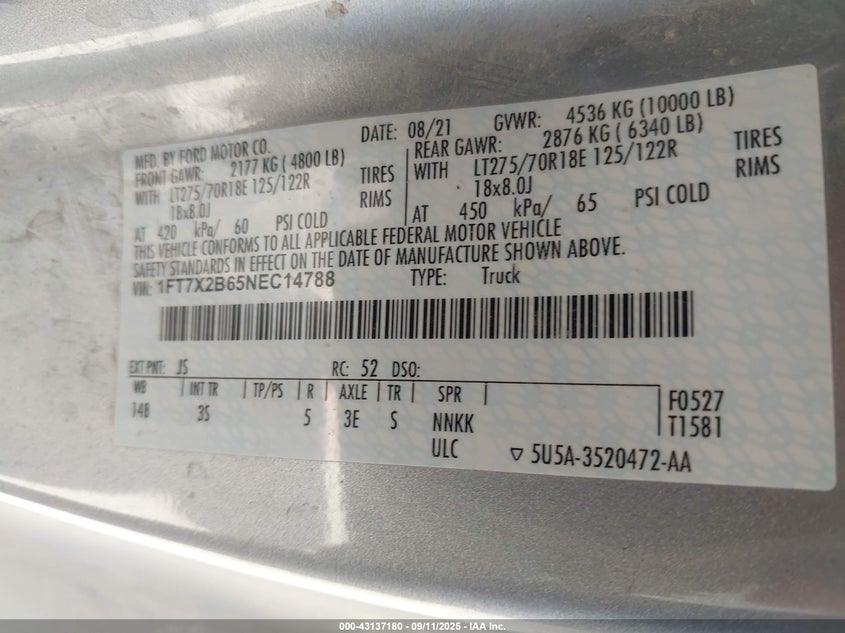 MFD. BY FORD MOTOR CO.
DATE: 08/21
GVWR: 4536 KG (10000 LB)
FRONT GAWR: 2177 KG ( 4800 LB)
REAR GAWR: 2876 KG ( 6340 LB)
WITH LT275/70R18E 125/122R TIRES
WITH LT275/70R18E 125/122R TIRES
18x8.0J RIMS
18x8.0J RIMS
AT 420 kPa/ 60 PSI COLD
AT 450 kPa/ 65 PSI COLD
THIS VEHICLE CONFORMS TO ALL APPLICABLE FEDERAL MOTOR VEHICLE
SAFETY STANDARDS IN EFFECT ON THE DATE OF MANUFACTURE SHOWN ABOVE.
VIN: 1FT7X2B65NEC14788
TYPE: Truck
EXT PNT: JS
RC: 52 DSO:
WB | INT TR | TP/PS | R | AXLE | TR | SPR |
148 3S 5 3E S NNKK
ULC
F0527
T1581
5U5A-3520472-AA
000-43137180 - 09/11/2025 - IAA Inc.